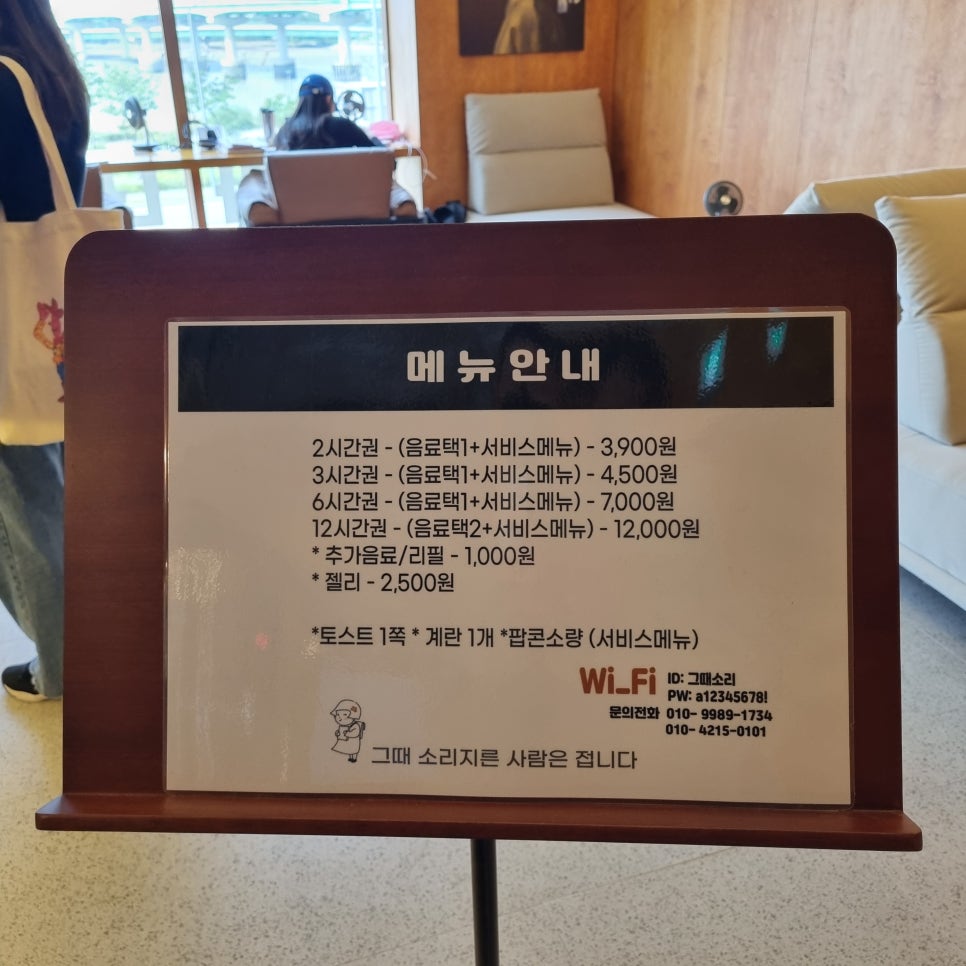 메뉴안내
2시간권 - (음료택1+서비스메뉴) - 3,900원
3시간권 - (음료택1+서비스메뉴) - 4,500원
6시간권 - (음료택1+서비스메뉴) - 7,000원
12시간권 - (음료택2+서비스메뉴) - 12,000원
* 추가음료/리필 - 1,000원
* 젤리 - 2,500원
*토스트 1쪽 * 계란 1개 *팝콘소량 (서비스메뉴)
Wi_Fi ID: 그때소리
PW: a12345678!
문의전화 010- 9989-1734
010- 4215-0101
그때 소리지른 사람은 접니다